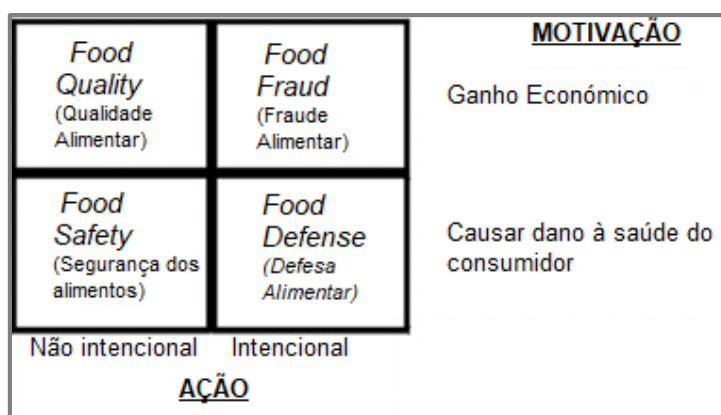 MOTIVAÇÃO
Food
Quality
(Qualidade
Alimentar)
Food
Fraud
(Fraude
Alimentar)
Ganho Económico
Food
Safety
(Segurança dos
alimentos)
Food
Defense
(Defesa
Alimentar)
Causar dano à saúde do
consumidor
Não intencional
Intencional
AÇÃO